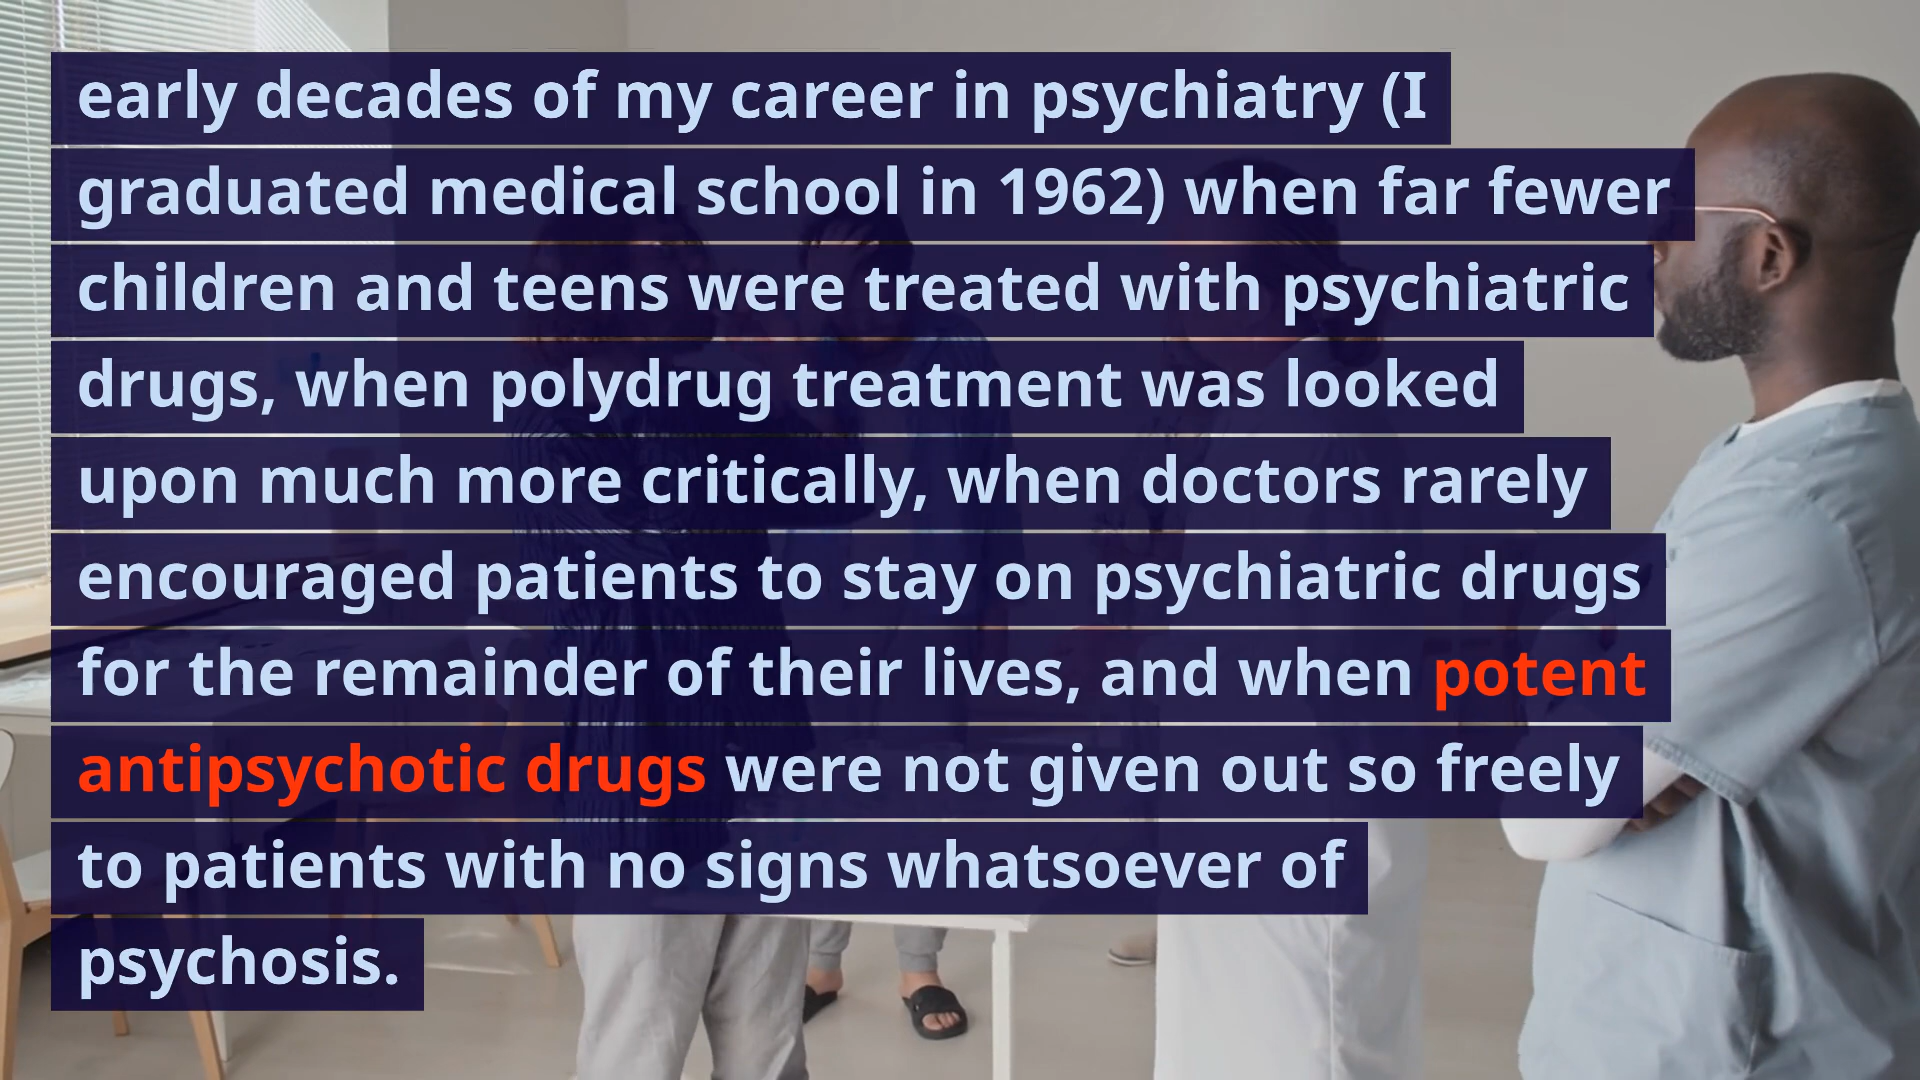 early decades of my career in psychiatry (I
graduated medical school in 1962) when far fewer
children and teens were treated with psychiatric
drugs, when polydrug treatment was looked
upon much more critically, when doctors rarely
encouraged patients to stay on psychiatric drugs
for the remainder of their lives, and when potent
antipsychotic drugs were not given out so freely
to patients with no signs whatsoever of
psychosis.